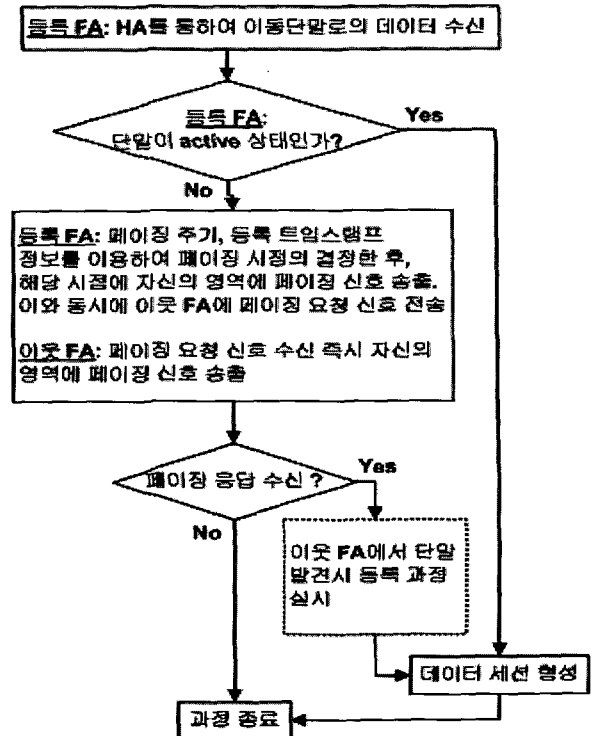 등록 FA: HA를 통하여 이동단말로의 데이터 수신
등록 FA:
단말이 active 상태인가?
Yes
No
등록 FA: 페이징 주기, 등록 타임스탬프
정보를 이용하여 페이징 시점의 결정한 후,
해당 시점에 자신의 영역에 페이징 신호 송출.
이와 동시에 이웃 FA에 페이징 요청 신호 전송
이웃 FA: 페이징 요청 신호 수신 즉시 자신의
영역에 페이징 신호 송출
페이징 응답 수신 ?
Yes
No
이웃 FA에서 단말
발견시 등록 과정
실시
데이터 세션 형성
과정 종료